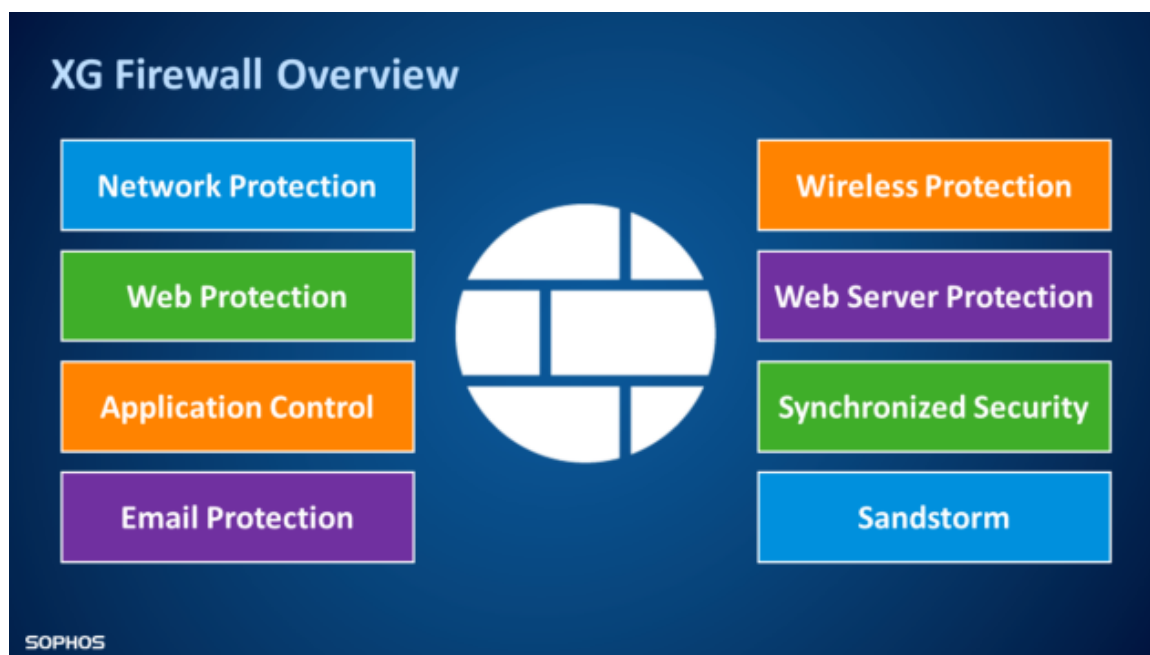 XG Firewall Overview
Network Protection
Web Protection
Application Control
Email Protection
Wireless Protection
Web Server Protection
Synchronized Security
Sandstorm
SOPHOS